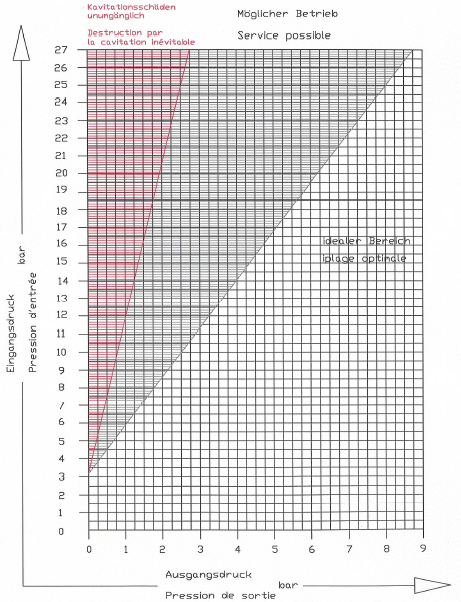 Kavitationsschäden
unumgänglich
Destruction par
la cavitation inévitable
Möglicher Betrieb
Service possible
27
26
25
24
23
22
21
20
19
18
17
16
15
14
13
12
11
10
9
8
7
6
5
4
3
2
1
0
idealer Bereich
iplage optimale
Eingangsdruck
Pression d'entrée
bar
0 1 2 3 4 5 6 7 8 9
Ausgangsdruck
bar
Pression de sortie